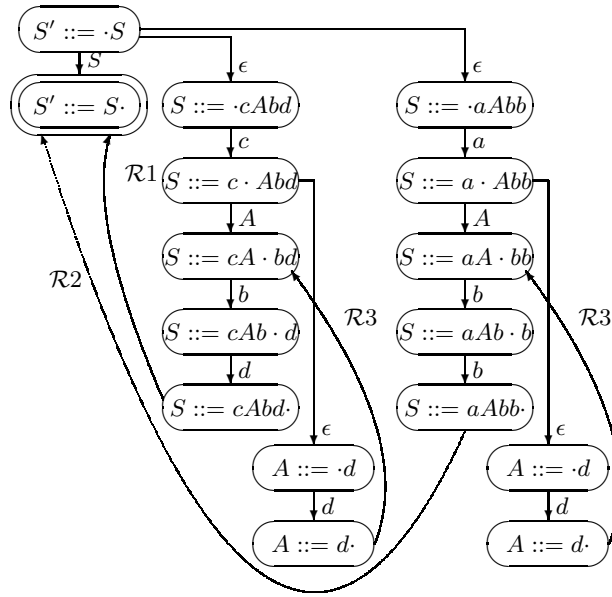 S′ ::= ·S
S
ϵ
ϵ
S′ ::= S·
S ::= ·cAbd
S ::= ·aAbb
c
a
R1
S ::= c · Abd
S ::= a · Abb
A
A
S ::= cA · bd
S ::= aA · bb
R2
b
R3
b
R3
S ::= cAb · d
S ::= aAb · b
d
b
S ::= cAbd·
S ::= aAbb·
ϵ
ϵ
A ::= ·d
A ::= ·d
d
d
A ::= d·
A ::= d·